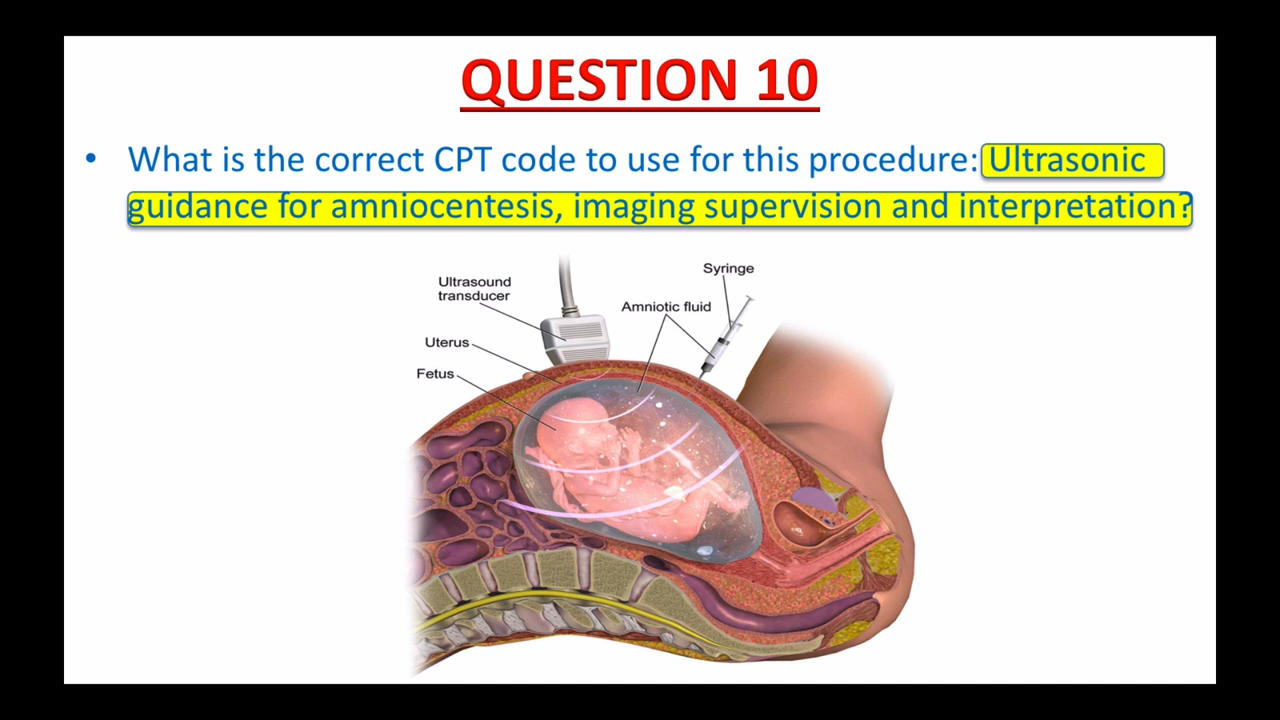 QUESTION 10
• What is the correct CPT code to use for this procedure: Ultrasonic
guidance for amniocentesis, imaging supervision and interpretation?
Syringe
Ultrasound
transducer
Amniotic fluid
Uterus
Fetus